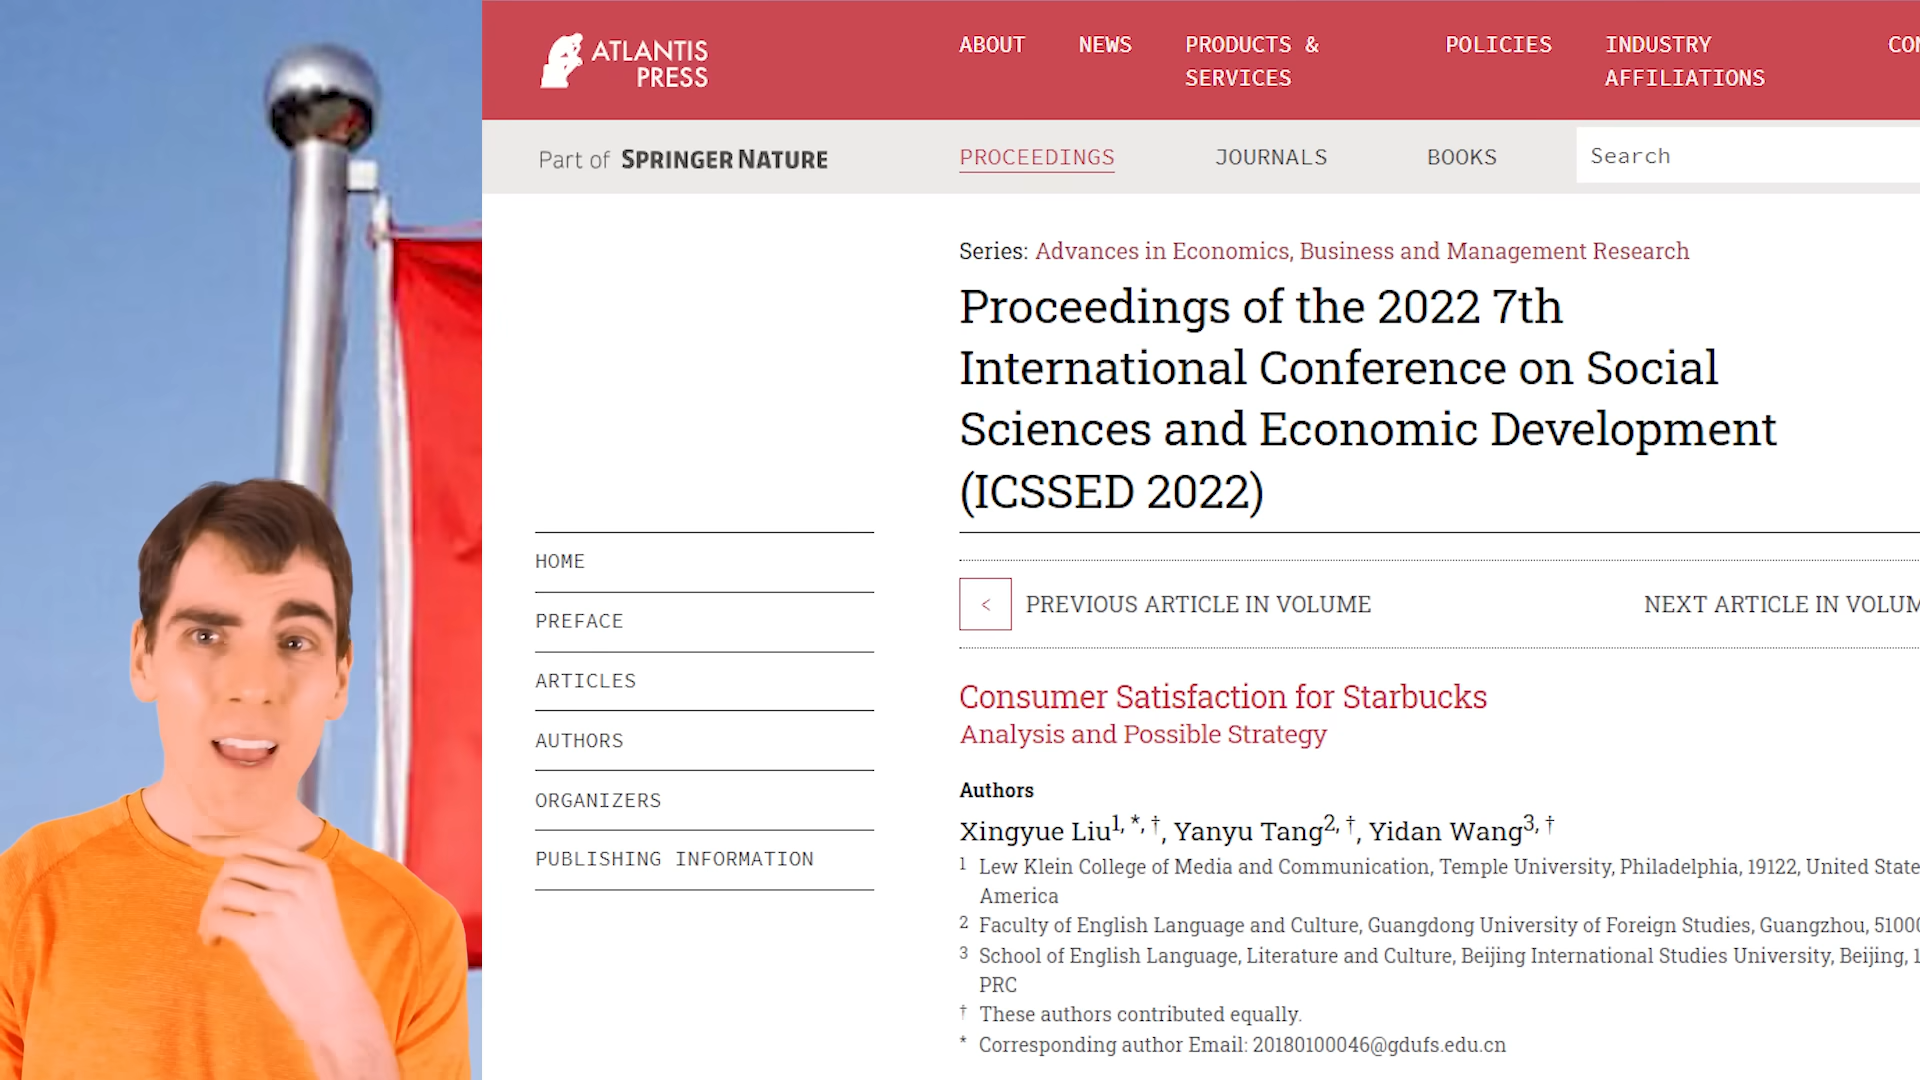 ATLANTIS
PRESS
ABOUT
NEWS
PRODUCTS &
SERVICES
POLICIES
INDUSTRY
AFFILIATIONS
Part of SPRINGER NATURE
PROCEEDINGS
JOURNALS
BOOKS
Search
Series: Advances in Economics, Business and Management Research
Proceedings of the 2022 7th
International Conference on Social
Sciences and Economic Development
(ICSSED 2022)
HOME
PREFACE
ARTICLES
AUTHORS
ORGANIZERS
PUBLISHING INFORMATION
< PREVIOUS ARTICLE IN VOLUME
NEXT ARTICLE IN
Consumer Satisfaction for Starbucks
Analysis and Possible Strategy
Authors
Xingyue Liu1, *, †, Yanyu Tang2, †, Yidan Wang3, †
1 Lew Klein College of Media and Communication, Temple University, Philadelphia, 19122, United
America
2 Faculty of English Language and Culture, Guangdong University of Foreign Studies, Guangzhou,
3 School of English Language, Literature and Culture, Beijing International Studies University, Beijing,
PRC
† These authors contributed equally.
* Corresponding author Email: 20180100046@gdufs.edu.cn